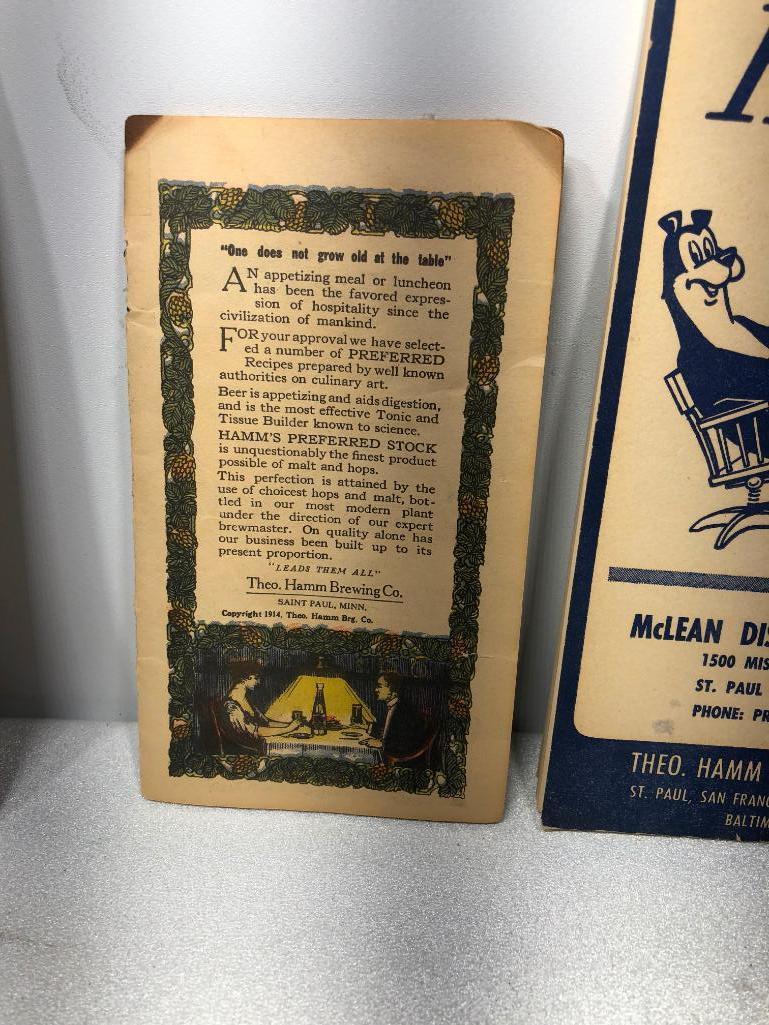 "One does not grow old at the table"
AN appetizing meal or luncheon
has been the favored expres-
sion of hospitality since the
civilization of mankind.
FOR your approval we have select-
ed a number of PREFERRED
Recipes prepared by well known
authorities on culinary art.
Beer is appetizing and aids digestion,
and is the most effective Tonic and
Tissue Builder known to science.
HAMM'S PREFERRED STOCK
is unquestionably the finest product
possible of malt and hops.
This perfection is attained by the
use of choicest hops and malt, bot-
tled in our most modern plant
under the direction of our expert
brewmaster. On quality alone has
our business been built up to its
present proportion.
"LEADS THEM ALL"
Theo. Hamm Brewing Co.
SAINT PAUL, MINN.
Copyright 1914, Theo. Hamm Brg. Co.
McLEAN DIS
1500 MIS
ST. PAUL
PHONE: PR
THEO. HAMM
ST. PAUL, SAN FRANC
BALTIM